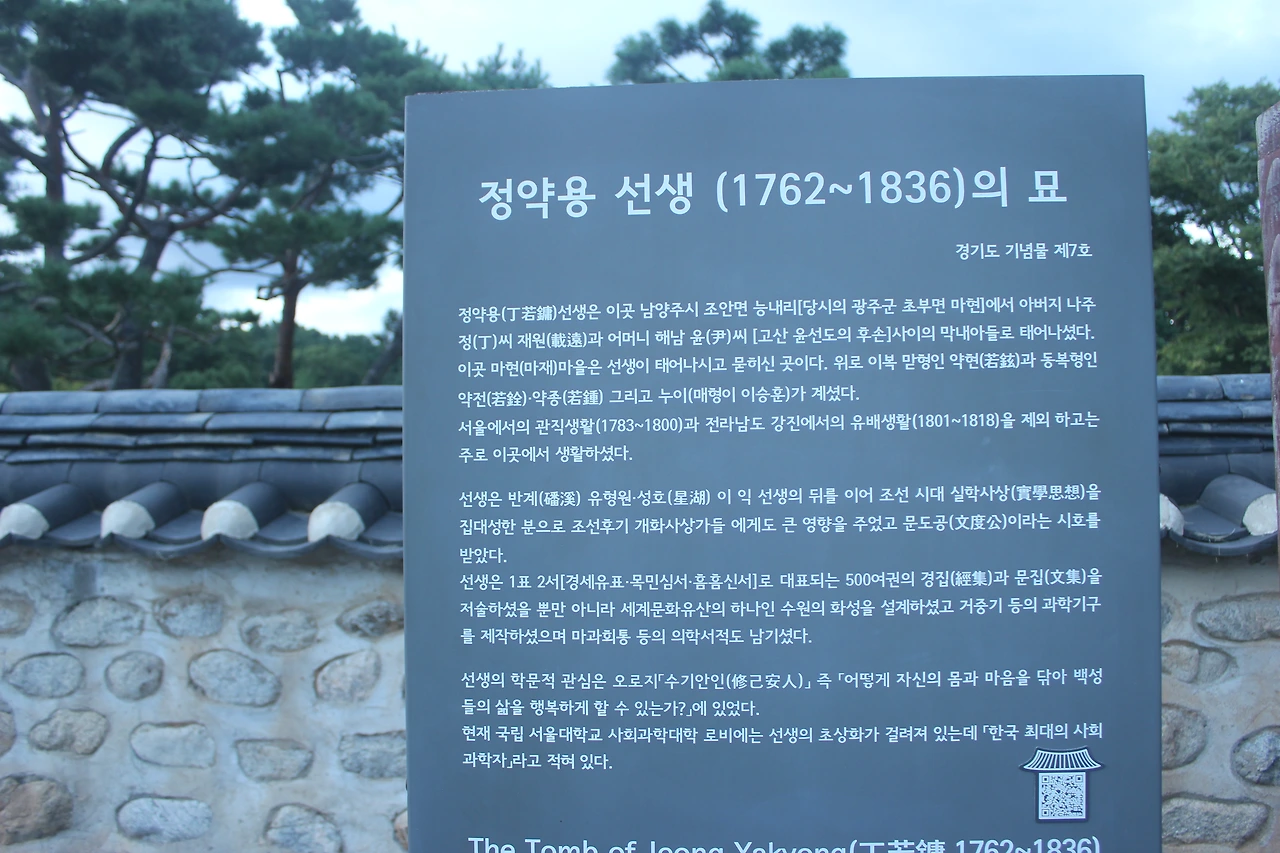 정약용 선생 (1762~1836)의 묘
경기도 기념물 제7호
정약용(丁若鏞)선생은 이곳 남양주시 조안면 능내리[당시의 광주군 초부면 마현]에서 아버지 나주
정(丁)씨 재원(載遠)과 어머니 해남 윤(尹)씨 [고산 윤선도의 후손]사이의 막내아들로 태어나셨다.
이곳 마현(마재)마을은 선생이 태어나시고 묻히신 곳이다. 위로 이복 맏형인 약현(若鉉)과 동복형인
약전(若銓)·약종(若鍾) 그리고 누이(매형이 이승훈)가 계셨다.
서울에서의 관직생활(1783~1800)과 전라남도 강진에서의 유배생활(1801~1818)을 제외 하고는
주로 이곳에서 생활하셨다.
선생은 반계(磻溪) 유형원·성호(星湖) 이 익 선생의 뒤를 이어 조선 시대 실학사상(實學思想)을
집대성한 분으로 조선후기 개화사상가들 에게도 큰 영향을 주었고 문도공(文度公)이라는 시호를
받았다.
선생은 1표 2서[경세유표·목민심서·흠흠신서]로 대표되는 500여권의 경집(經集)과 문집(文集)을
저술하셨을 뿐만 아니라 세계문화유산의 하나인 수원의 화성을 설계하셨고 거중기 등의 과학기구
를 제작하셨으며 마과회통 등의 의학서적도 남기셨다.
선생의 학문적 관심은 오로지「수기안인(修己安人)」 즉 「어떻게 자신의 몸과 마음을 닦아 백성
들의 삶을 행복하게 할 수 있는가?」에 있었다.
현재 국립 서울대학교 사회과학대학 로비에는 선생의 초상화가 걸려져 있는데 「한국 최대의 사회
과학자」라고 적혀 있다.
The Tomb of Jeong Yakyong(丁若鏞 1762~1836)